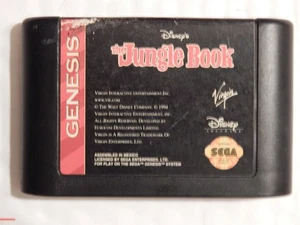 GENESIS
Disney's
The Jungle Book
VIRGIN INTERACTIVE ENTERTAINMENT INC.
WWW.VIE.COM
© THE WALT DISNEY COMPANY. © 1994
VIRGIN INTERACTIVE ENTERTAINMENT INC.
ALL RIGHTS RESERVED. DEVELOPED BY
EUROCOM DEVELOPMENTS LIMITED.
VIRGIN IS A REGISTERED TRADEMARK OF
VIRGIN ENTERPRISES, LTD.
ASSEMBLED IN MEXICO
LICENSED BY SEGA ENTERPRISES, LTD.
FOR PLAY ON THE SEGA GENESIS SYSTEM
Virgin
Disney
SEGA